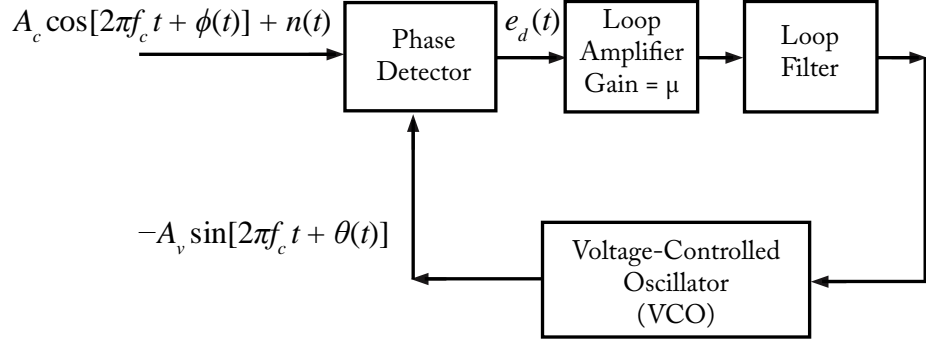 A_c cos[2πf_c t + ϕ(t)] + n(t)
Phase
Detector
e_d(t)
Loop
Amplifier
Gain = μ
Loop
Filter
−A_v sin[2πf_c t + θ(t)]
Voltage-Controlled
Oscillator
(VCO)